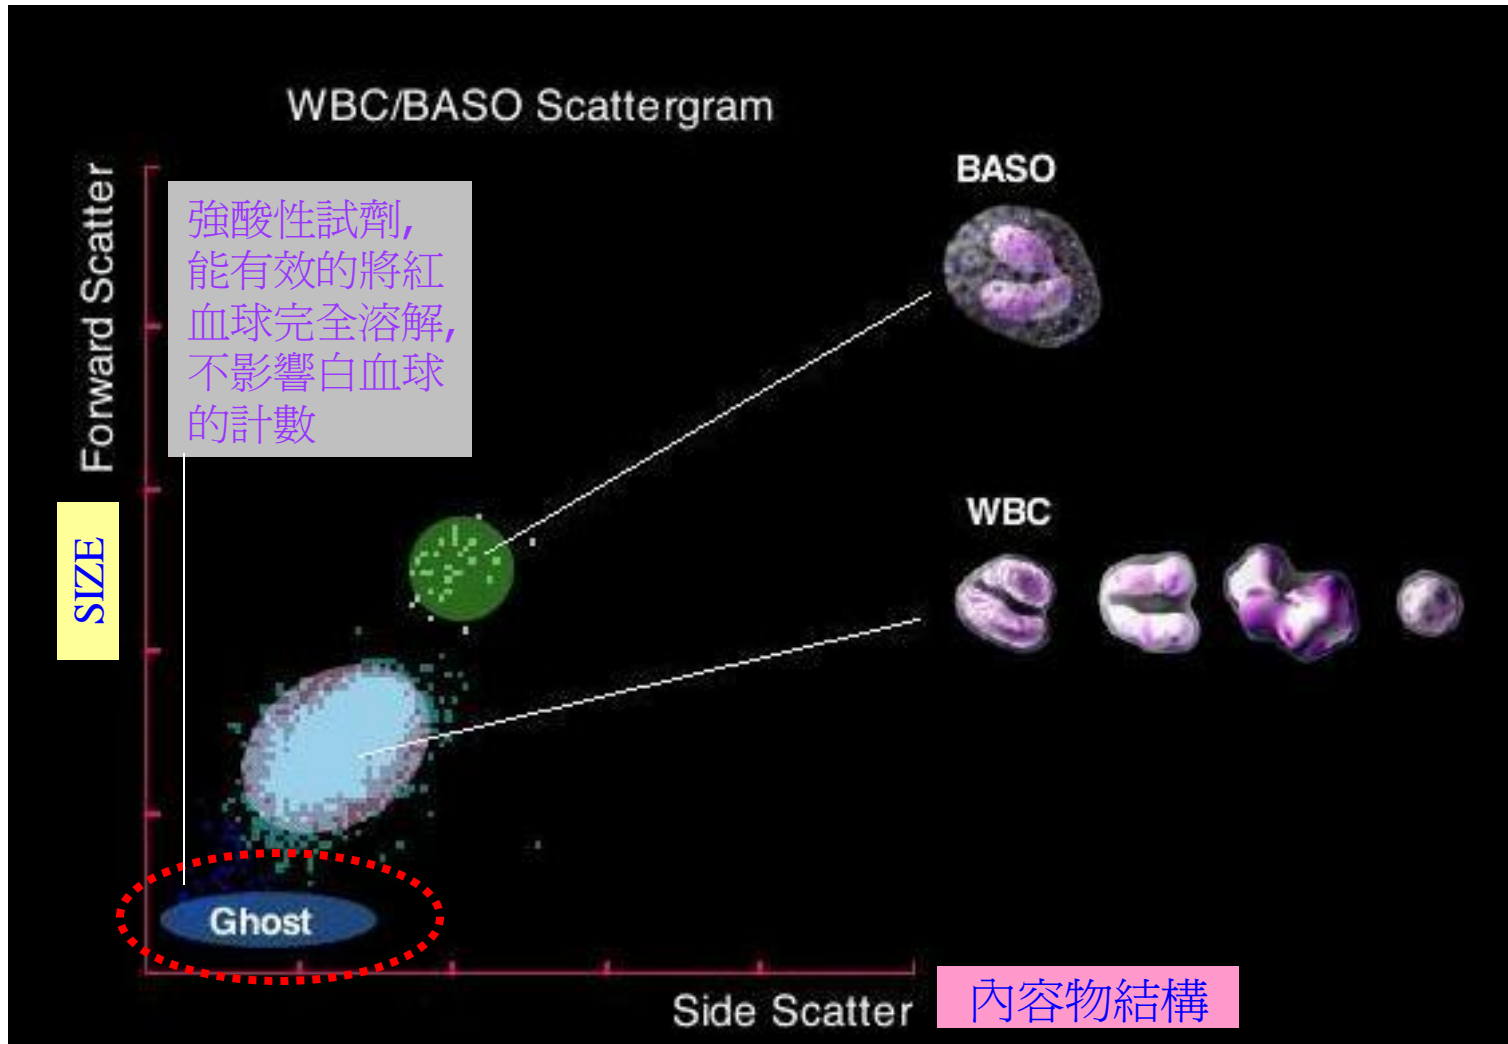 WBC/BASO Scattergram
Forward Scatter
強酸性試劑,
能有效的將紅
血球完全溶解,
不影響白血球
的計數
BASO
WBC
SIZE
Ghost
Side Scatter
內容物結構